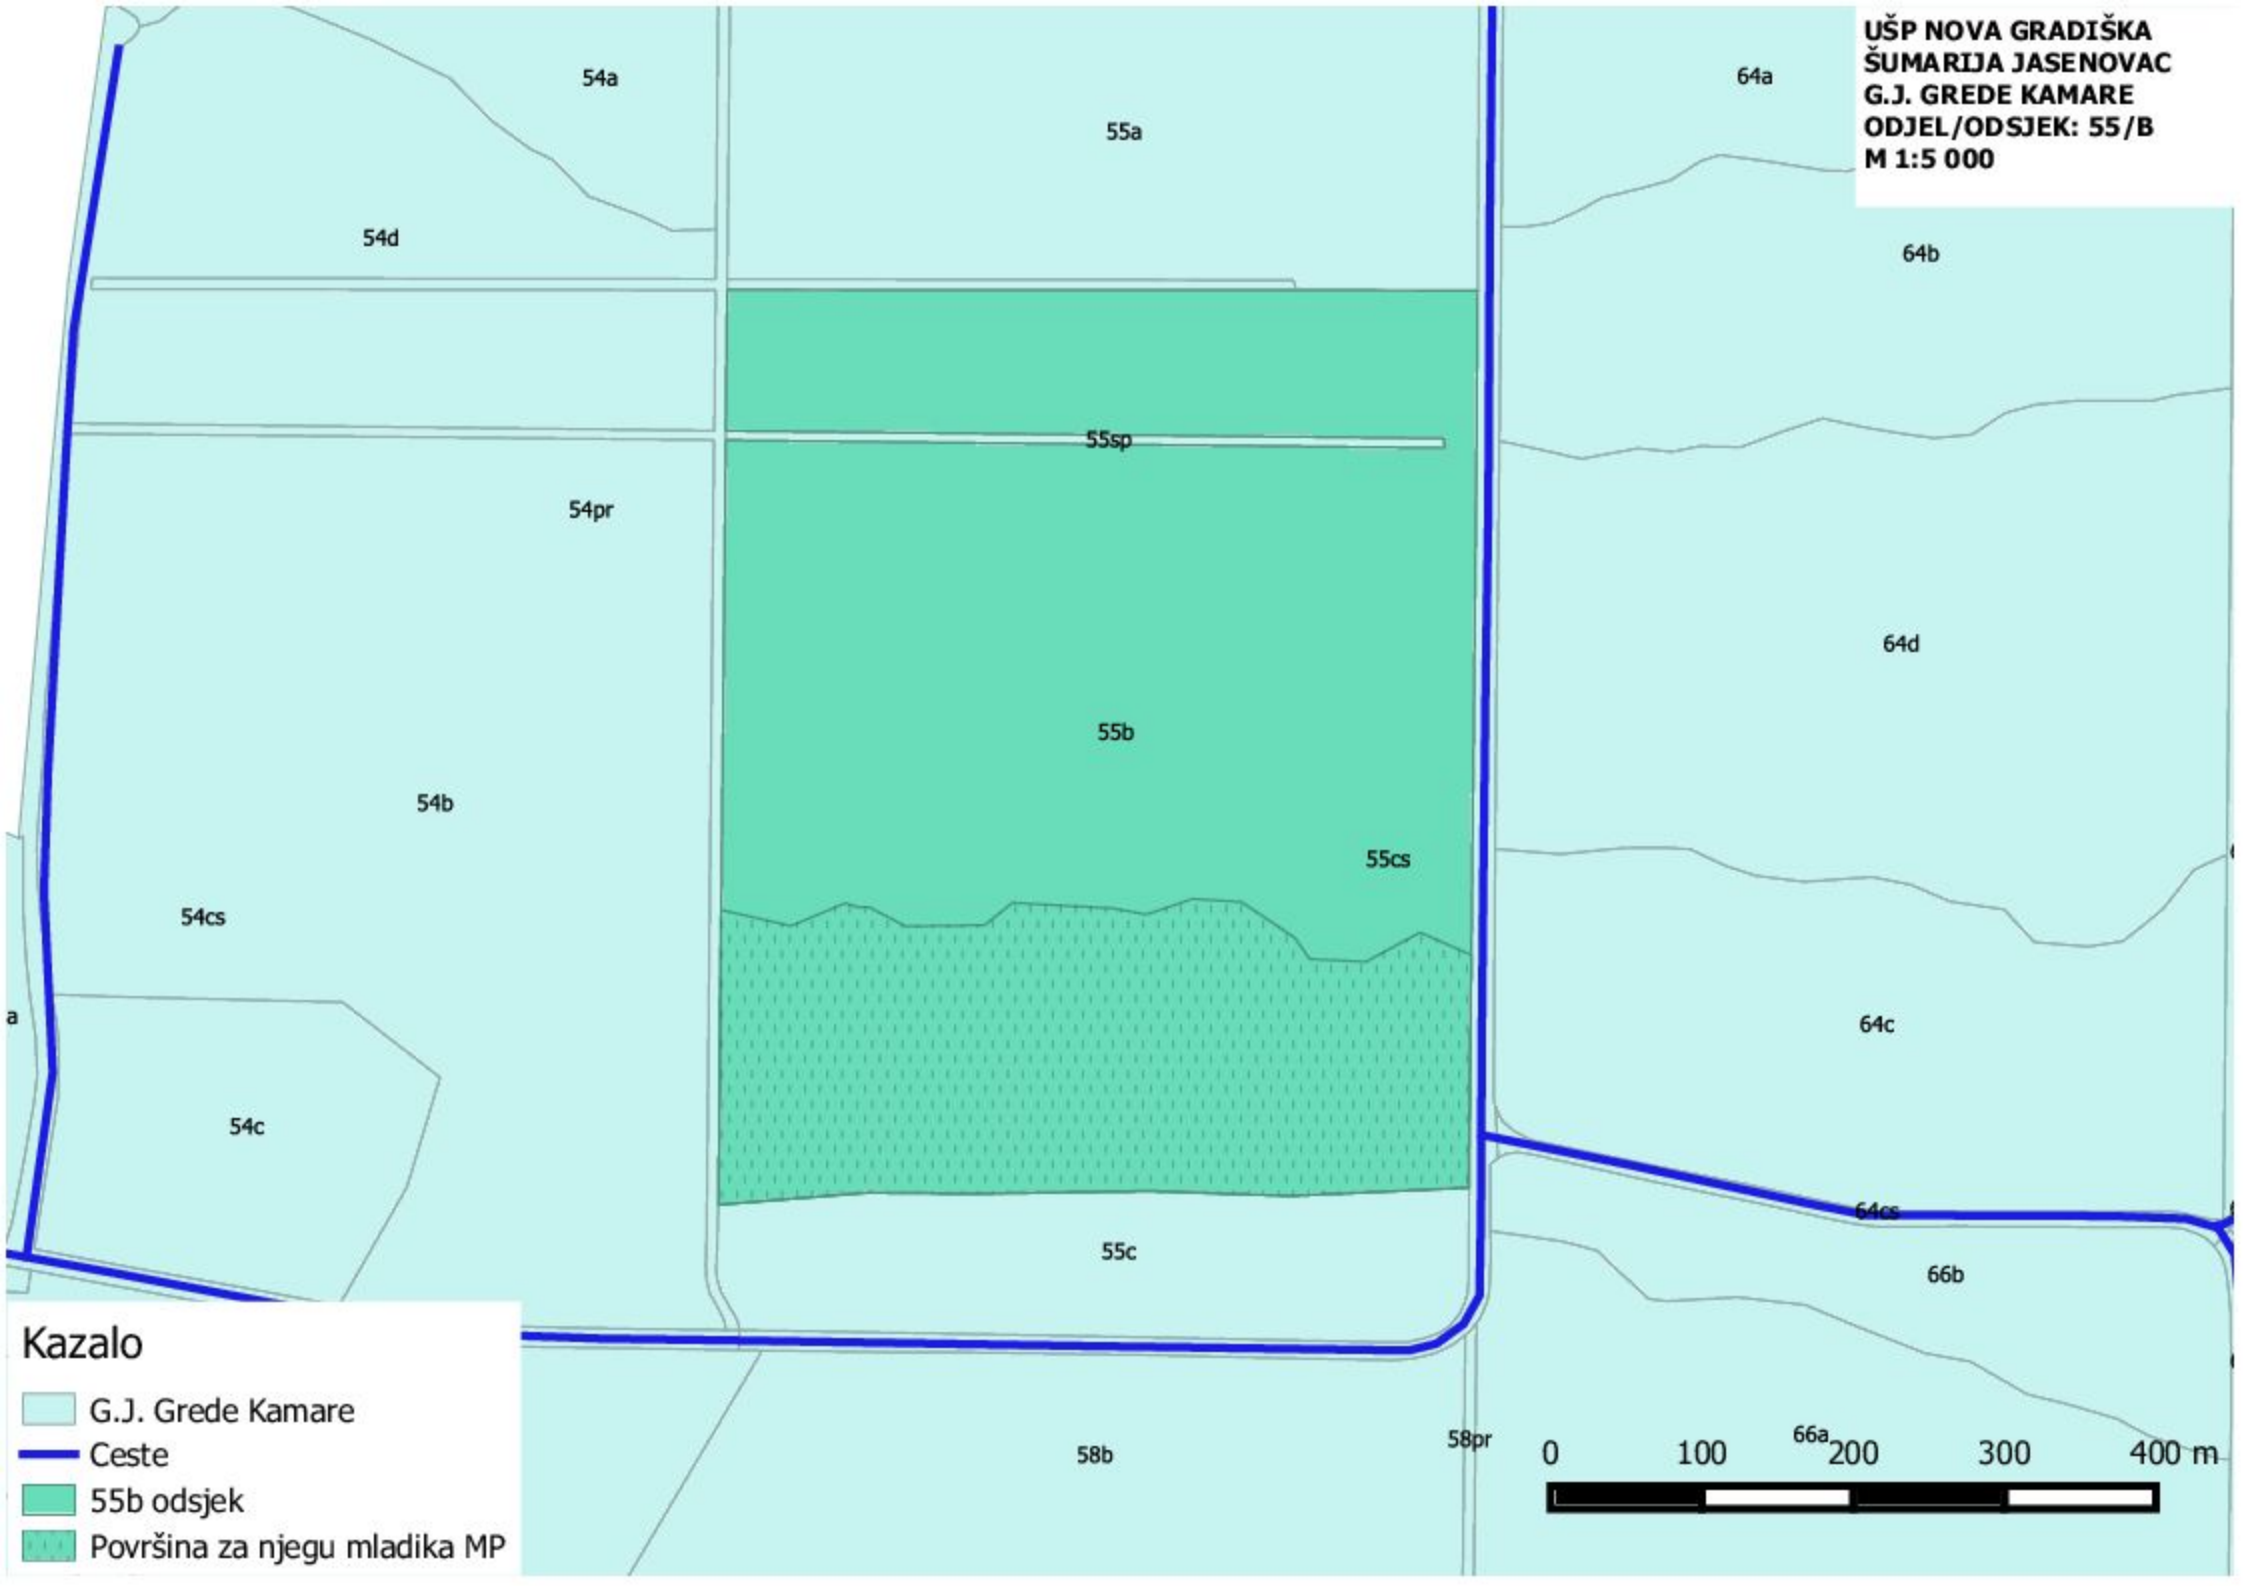 UŠP NOVA GRADIŠKA
ŠUMARIJA JASENOVAC
G.J. GREDE KAMARE
ODJEL/ODSJEK: 55/B
M 1:5 000
54a
64a
55a
54d
64b
55sp
54pr
64d
55b
54b
55cs
54cs
a
64c
54c
64cs
55c
66b
58b
58pr
66a
0 100 200 300 400 m
Kazalo
G.J. Grede Kamare
Ceste
55b odsjek
Površina za njegu mladika MP